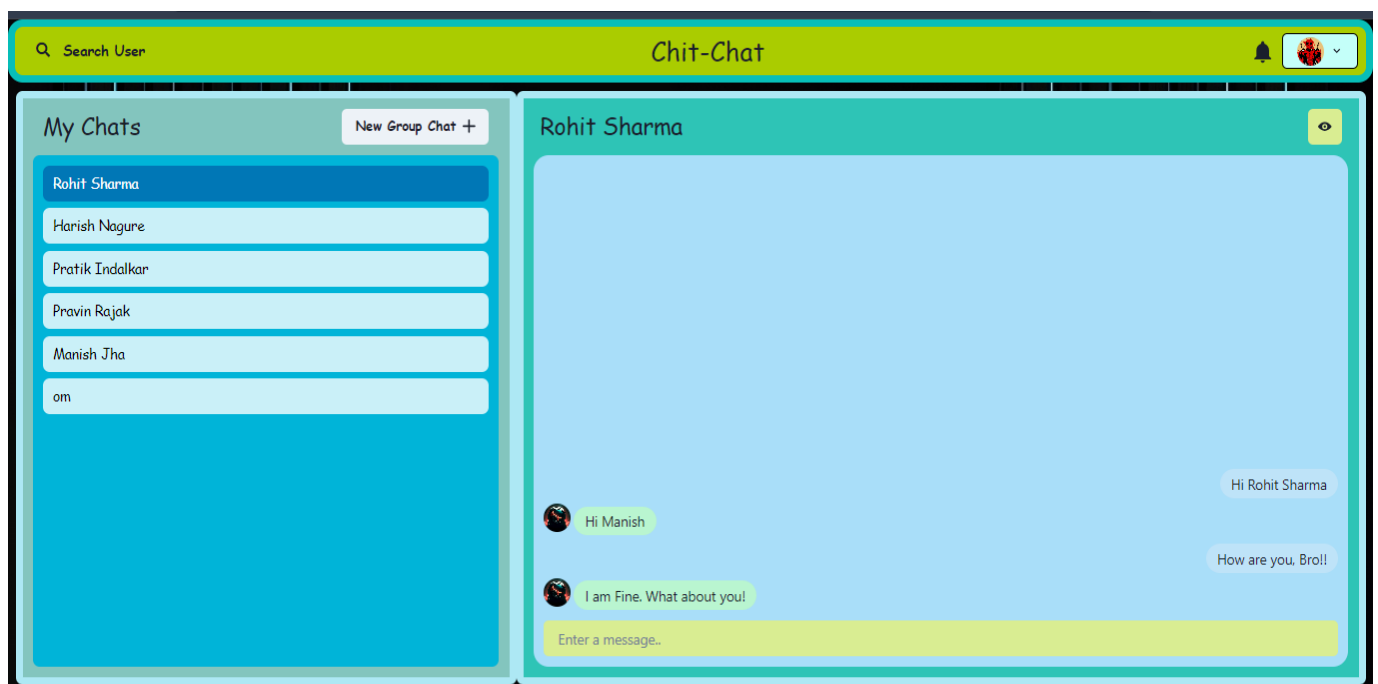 Search User
Chit-Chat
My Chats
New Group Chat +
Rohit Sharma
Harish Nagure
Pratik Indalkar
Pravin Rajak
Manish Jha
om
Rohit Sharma
Hi Rohit Sharma
Hi Manish
How are you, Bro!!
I am Fine. What about you!
Enter a message..